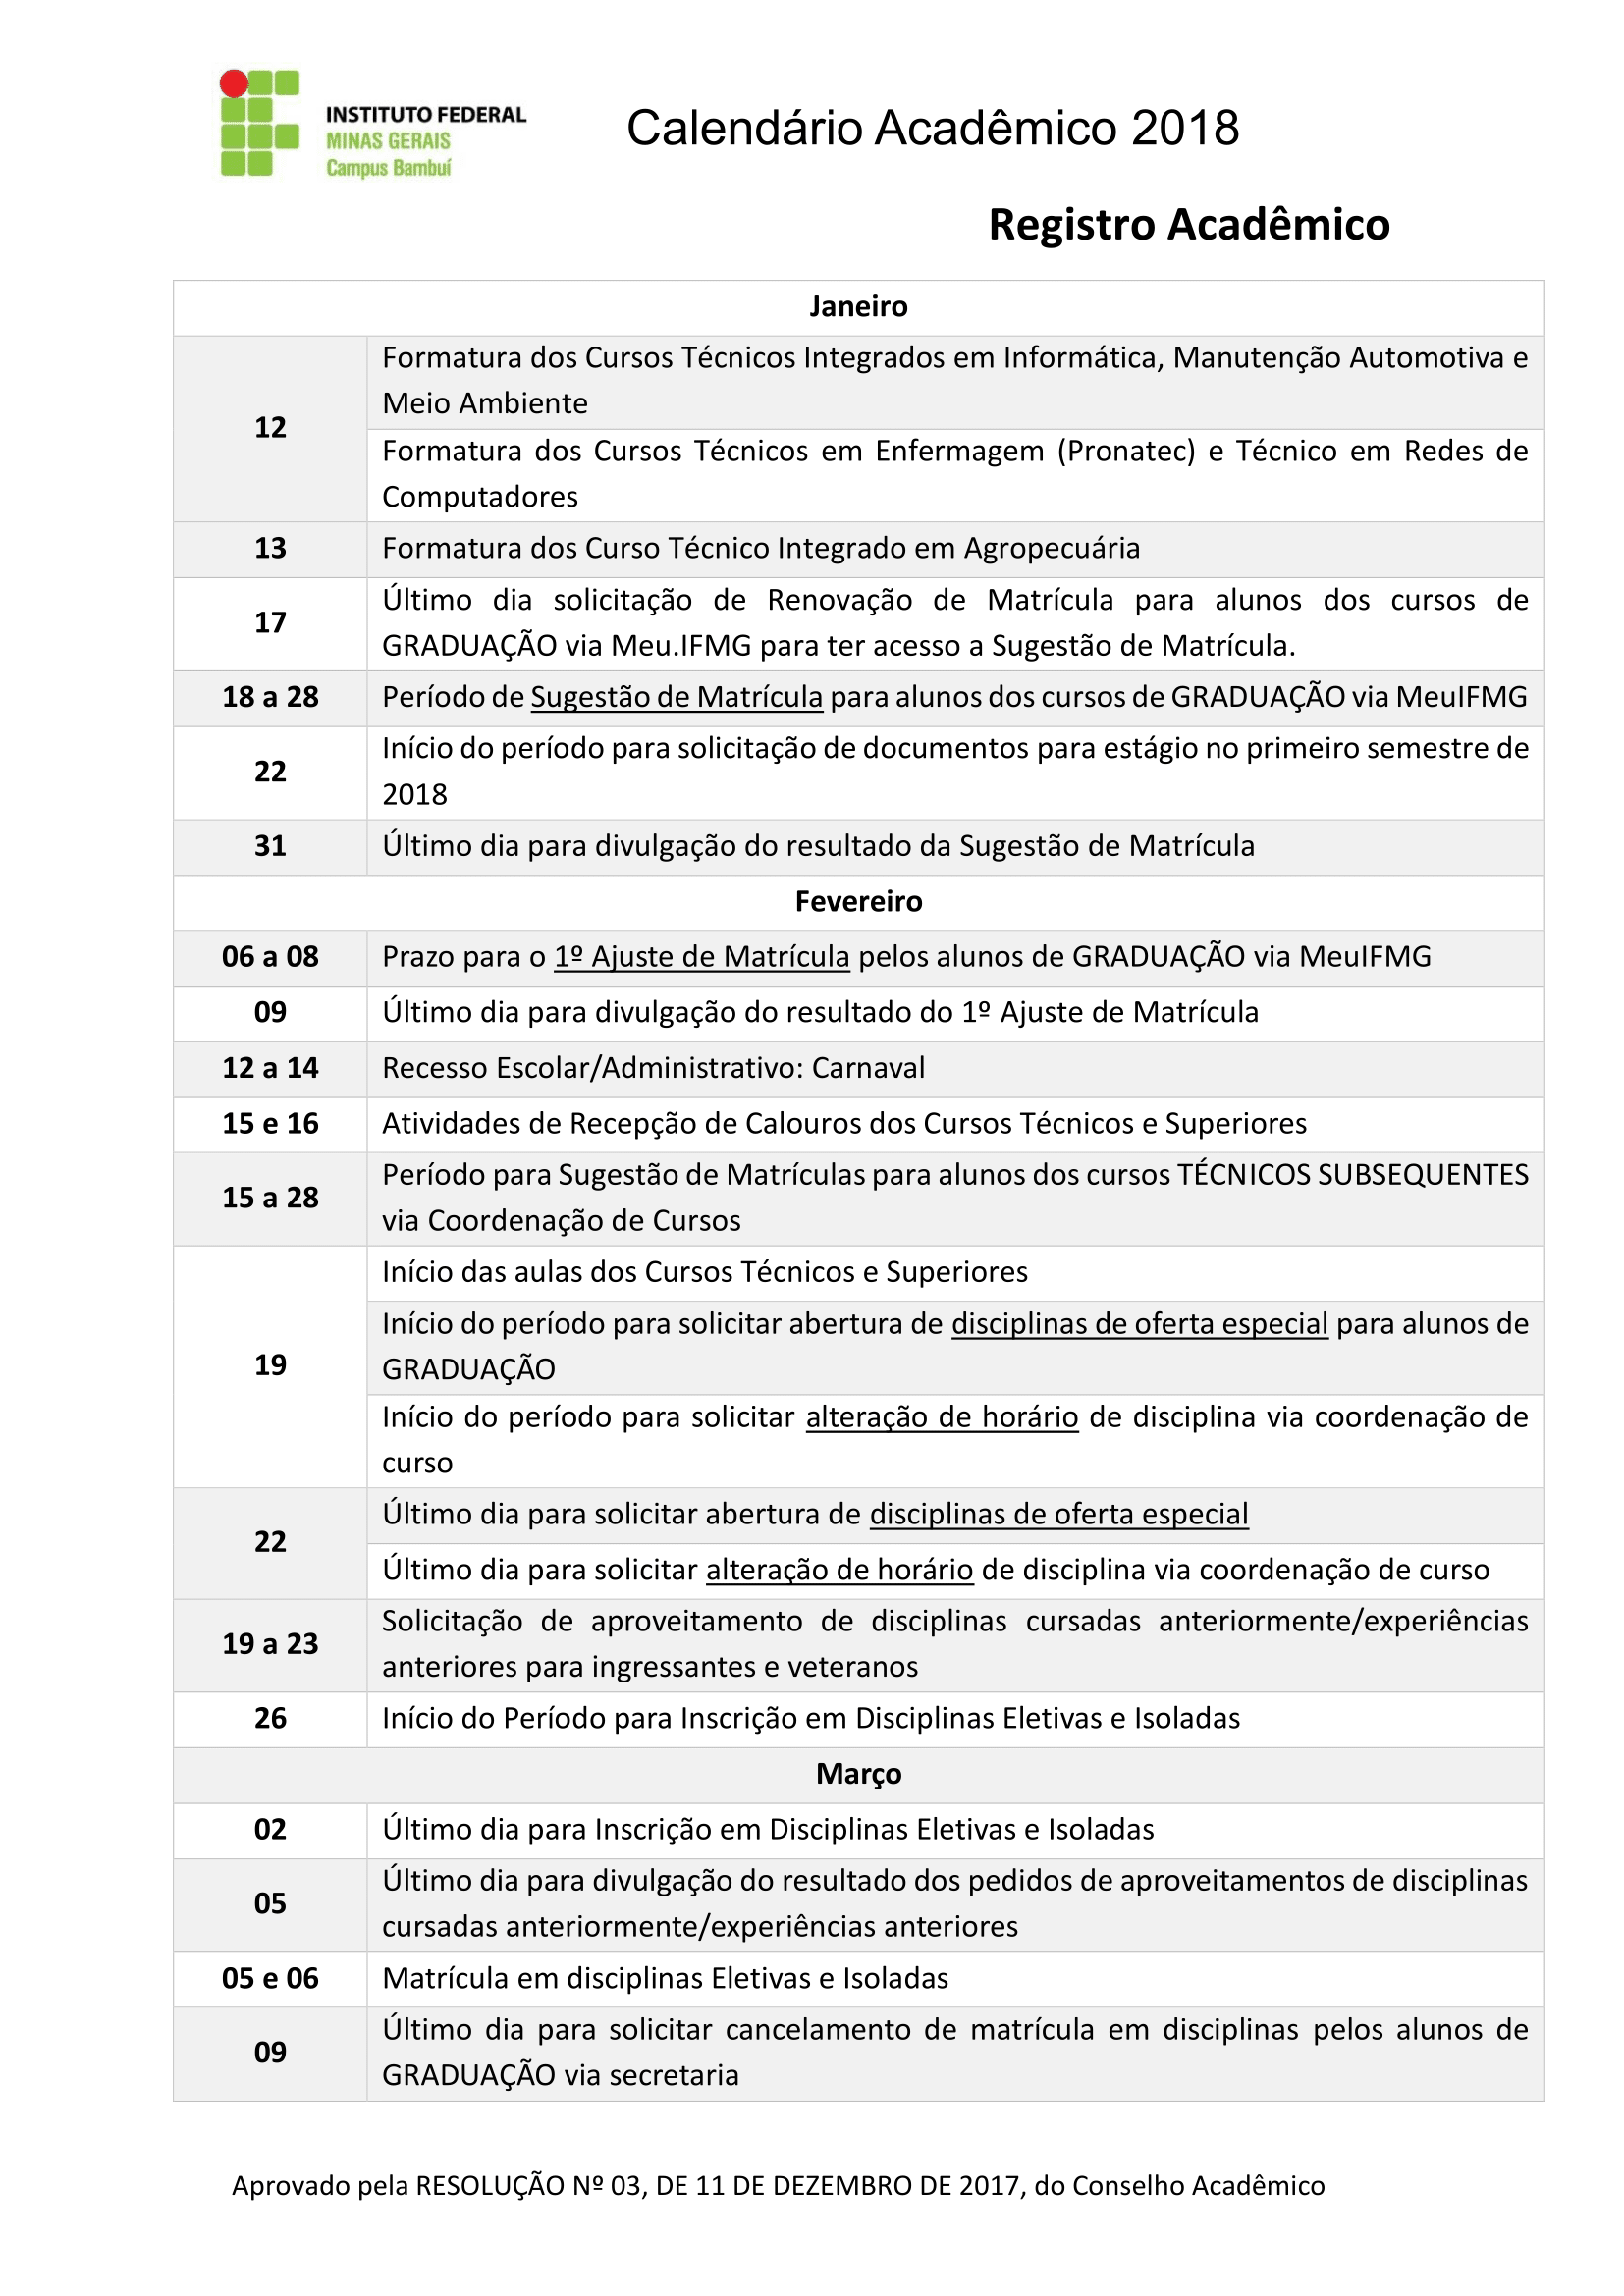 INSTITUTO FEDERAL
MINAS GERAIS
Campus Bambuí
Calendário Acadêmico 2018
Registro Acadêmico
Janeiro
12
Formatura dos Cursos Técnicos Integrados em Informática, Manutenção Automotiva e
Meio Ambiente
Formatura dos Cursos Técnicos em Enfermagem (Pronatec) e Técnico em Redes de
Computadores
13
Formatura dos Curso Técnico Integrado em Agropecuária
17
Último dia solicitação de Renovação de Matrícula para alunos dos cursos de
GRADUAÇÃO via Meu.IFMG para ter acesso a Sugestão de Matrícula.
18 a 28
Período de Sugestão de Matrícula para alunos dos cursos de GRADUAÇÃO via MeuIFMG
22
Início do período para solicitação de documentos para estágio no primeiro semestre de
2018
31
Último dia para divulgação do resultado da Sugestão de Matrícula
Fevereiro
06 a 08
Prazo para o 1º Ajuste de Matrícula pelos alunos de GRADUAÇÃO via MeuIFMG
09
Último dia para divulgação do resultado do 1º Ajuste de Matrícula
12 a 14
Recesso Escolar/Administrativo: Carnaval
15 e 16
Atividades de Recepção de Calouros dos Cursos Técnicos e Superiores
15 a 28
Período para Sugestão de Matrículas para alunos dos cursos TÉCNICOS SUBSEQUENTES
via Coordenação de Cursos
19
Início das aulas dos Cursos Técnicos e Superiores
Início do período para solicitar abertura de disciplinas de oferta especial para alunos de
GRADUAÇÃO
Início do período para solicitar alteração de horário de disciplina via coordenação de
curso
22
Último dia para solicitar abertura de disciplinas de oferta especial
Último dia para solicitar alteração de horário de disciplina via coordenação de curso
19 a 23
Solicitação de aproveitamento de disciplinas cursadas anteriormente/experiências
anteriores para ingressantes e veteranos
26
Início do Período para Inscrição em Disciplinas Eletivas e Isoladas
Março
02
Último dia para Inscrição em Disciplinas Eletivas e Isoladas
05
Último dia para divulgação do resultado dos pedidos de aproveitamentos de disciplinas
cursadas anteriormente/experiências anteriores
05 e 06
Matrícula em disciplinas Eletivas e Isoladas
09
Último dia para solicitar cancelamento de matrícula em disciplinas pelos alunos de
GRADUAÇÃO via secretaria
Aprovado pela RESOLUÇÃO Nº 03, DE 11 DE DEZEMBRO DE 2017, do Conselho Acadêmico